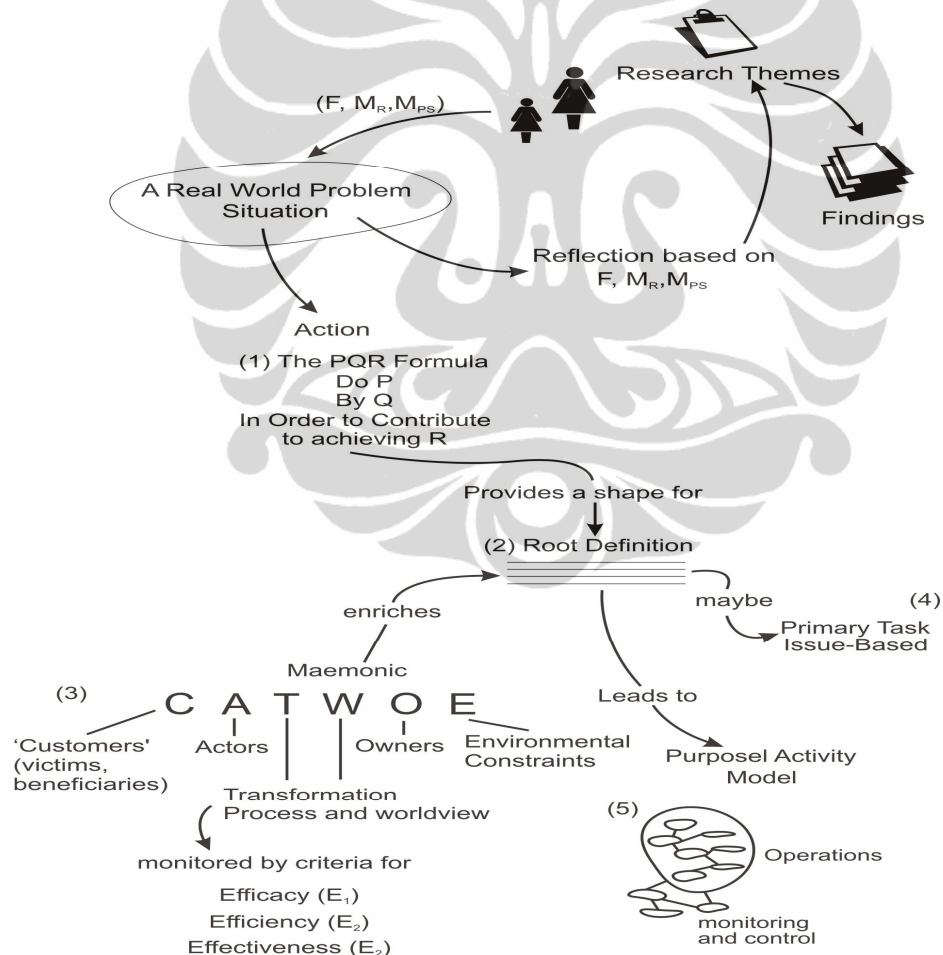 Research Themes
(F, MR,MPS)
A Real World Problem
Situation
Findings
Reflection based on
F, MR,MPS
Action
(1) The PQR Formula
Do P
By Q
In Order to Contribute
to achieving R
Provides a shape for
(2) Root Definition
enriches
maybe
(4)
Primary Task
Issue-Based
Maemonic
(3)
C A T W O E
Leads to
'Customers'
(victims,
beneficiaries)
Actors
Owners
Environmental
Constraints
Transformation
Process and worldview
Purposel Activity
Model
(5)
monitored by criteria for
Operations
Efficacy (E1)
Efficiency (E2)
Effectiveness (E2)
monitoring
and control